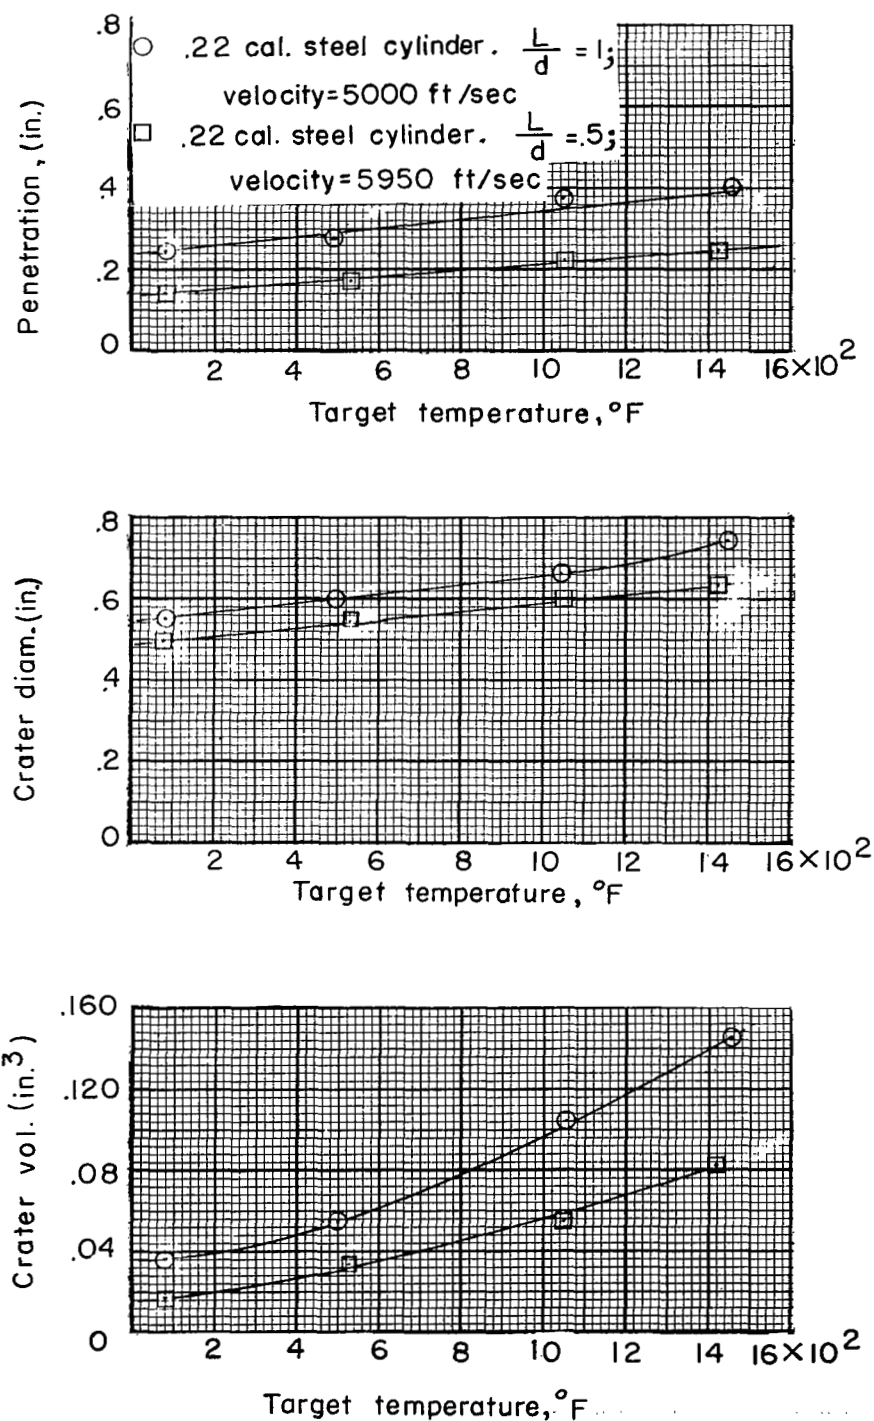 .8
.22 cal. steel cylinder. L/d = 1;
velocity=5000 ft/sec
.6
.22 cal. steel cylinder. L/d =.5;
velocity=5950 ft/sec
.4
.2
0
Penetration, (in.)
2 4 6 8 10 12 14 16×10²
Target temperature, °F
.8
.6
.4
.2
0
Crater diam. (in.)
2 4 6 8 10 12 14 16×10²
Target temperature, °F
.160
.120
.08
.04
0
Crater vol. (in.³)
2 4 6 8 10 12 14 16×10²
Target temperature, °F